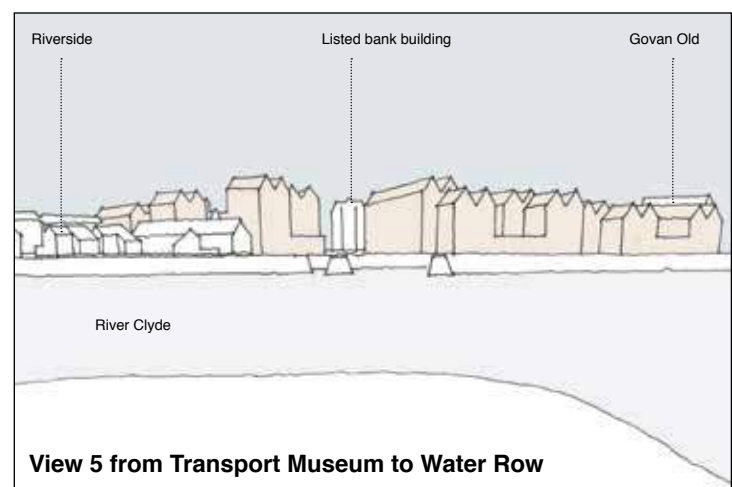 Riverside
Listed bank building
Govan Old
River Clyde
View 5 from Transport Museum to Water Row